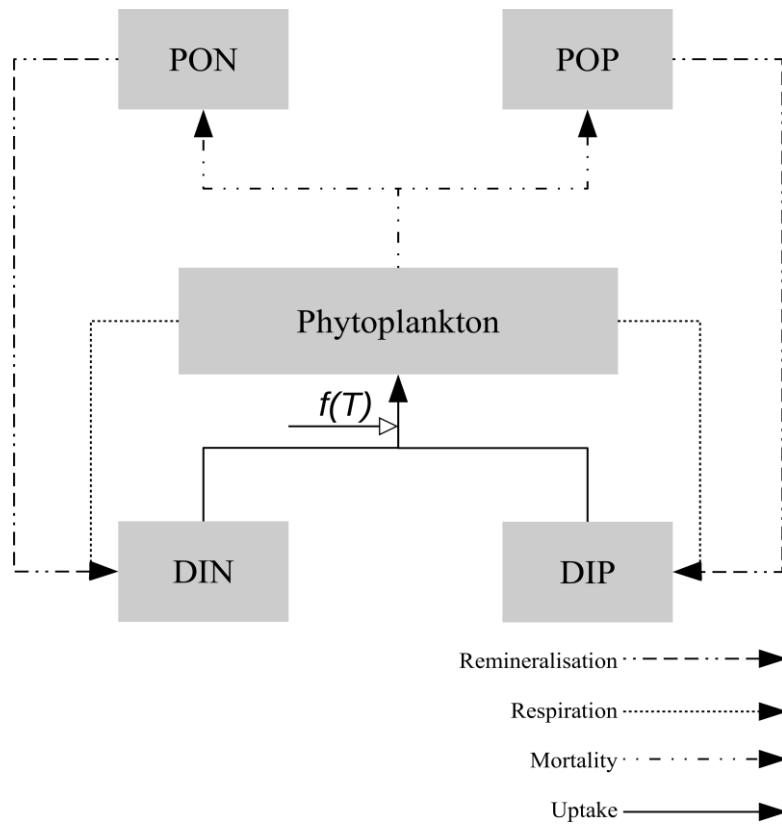 PON
POP
Phytoplankton
f(T)
DIN
DIP
Remineralisation
Respiration
Mortality
Uptake